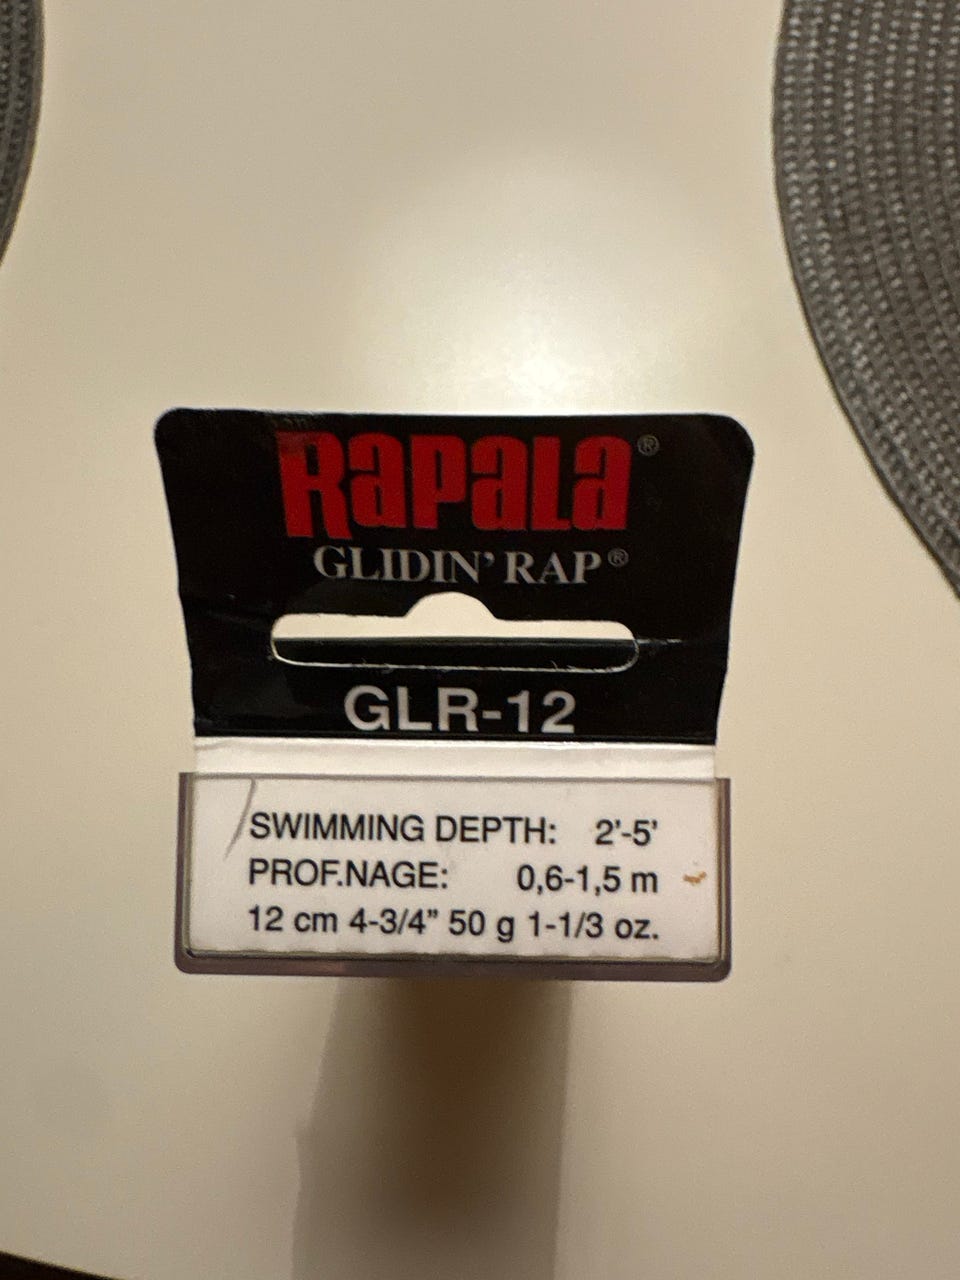 RAPALA®
GLIDIN' RAP®
GLR-12
SWIMMING DEPTH: 2'-5'
PROF.NAGE: 0,6-1,5 m
12 cm 4-3/4" 50 g 1-1/3 oz.